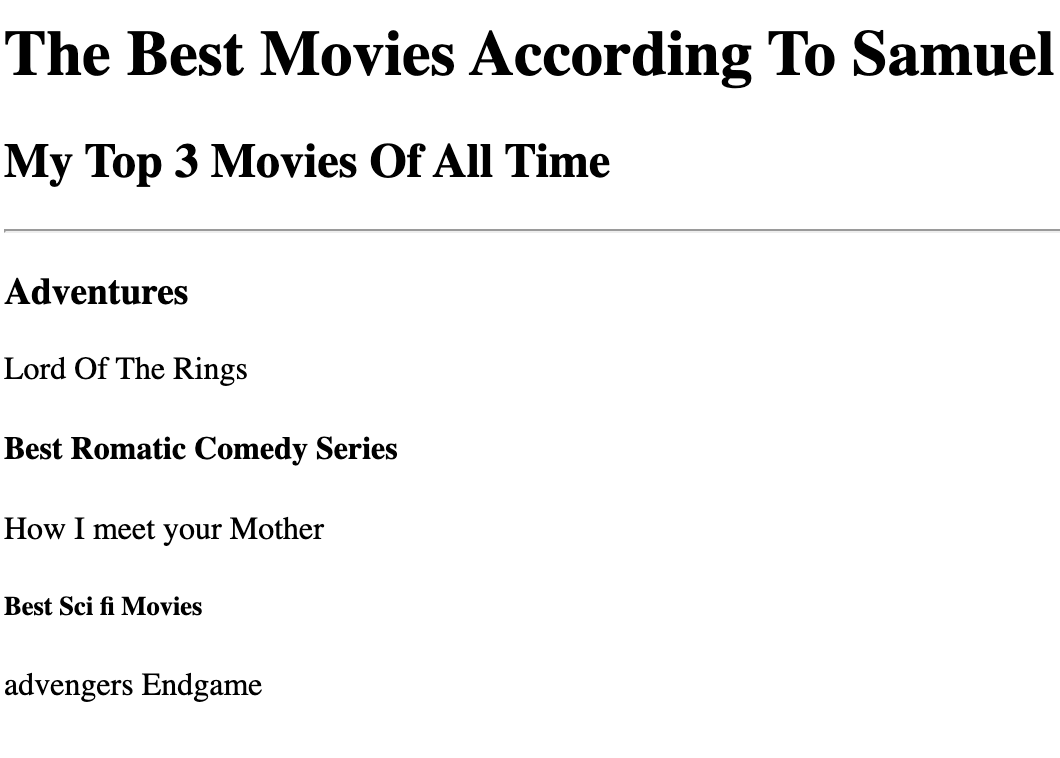 The Best Movies According To Samuel
My Top 3 Movies Of All Time
Adventures
Lord Of The Rings
Best Romatic Comedy Series
How I meet your Mother
Best Sci fi Movies
advengers Endgame